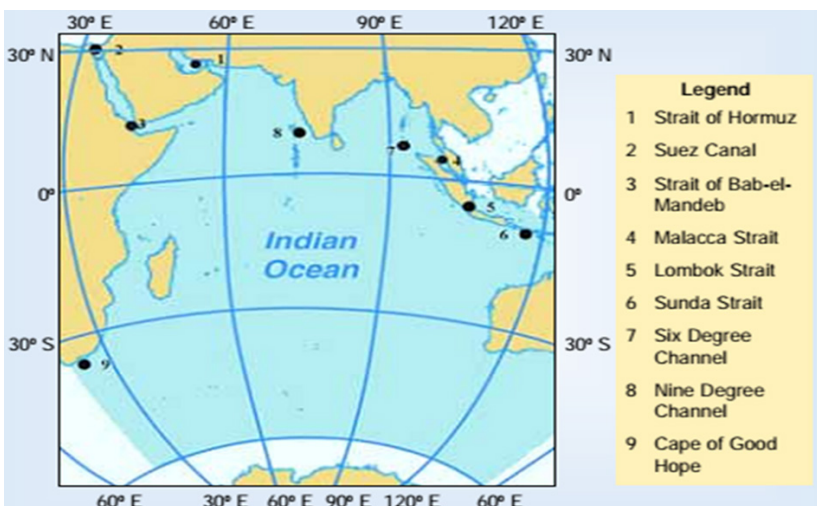 30° E 60° E 90° E 120° E
30° N 30° N
2
1
3
8
7
4
0° 0°
5
6
Indian
Ocean
30° S 30° S
9
60° E 30° E 60° E 90° E 120° E 60° E
Legend
1 Strait of Hormuz
2 Suez Canal
3 Strait of Bab-el-
Mandeb
4 Malacca Strait
5 Lombok Strait
6 Sunda Strait
7 Six Degree
Channel
8 Nine Degree
Channel
9 Cape of Good
Hope